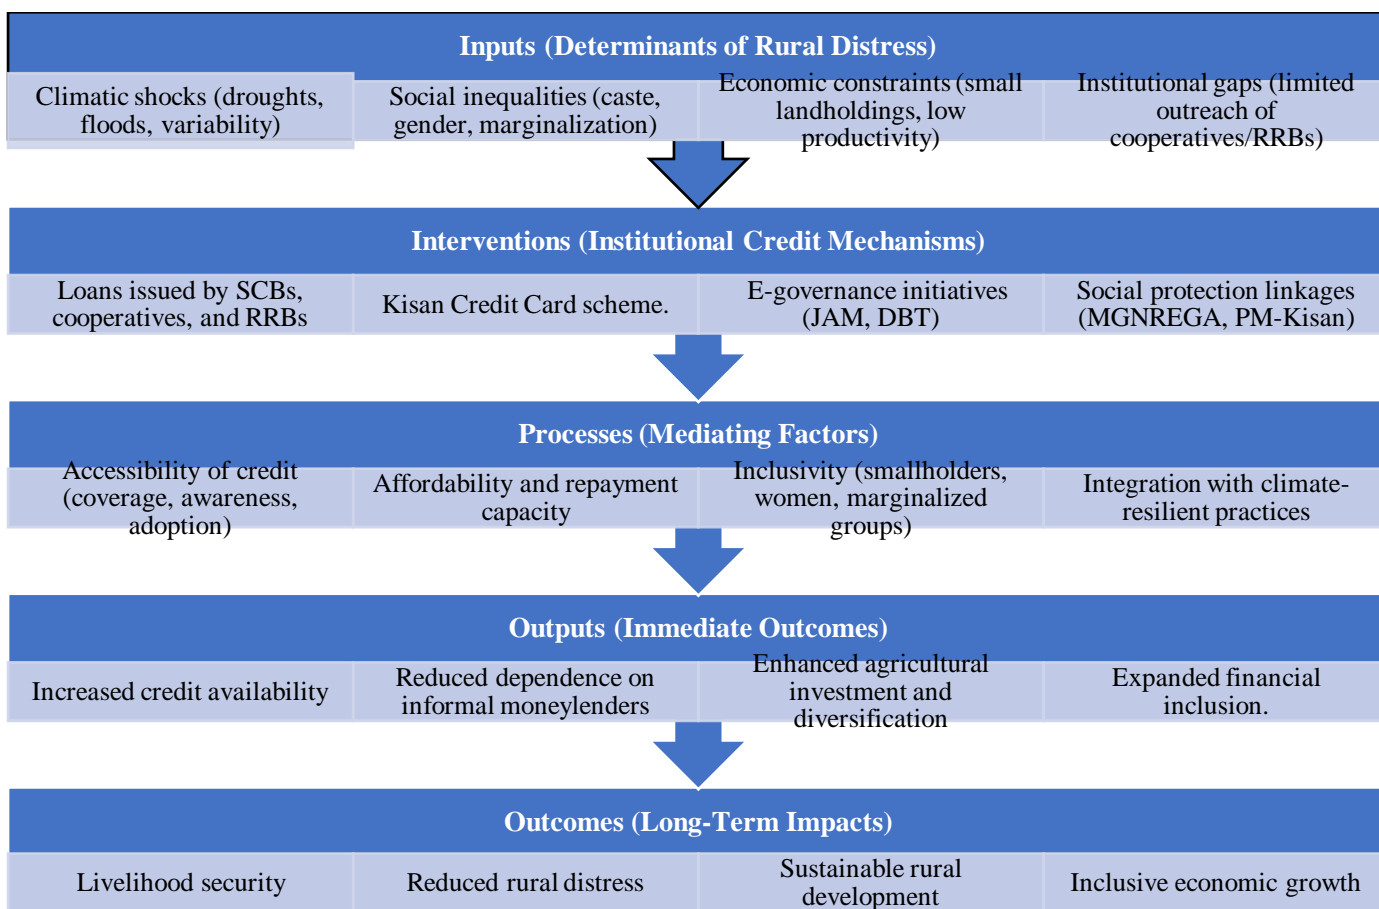 Inputs (Determinants of Rural Distress)
Climatic shocks (droughts,
floods, variability)
Social inequalities (caste,
gender, marginalization)
Economic constraints (small
landholdings, low
productivity)
Institutional gaps (limited
outreach of
cooperatives/RRBs)
Interventions (Institutional Credit Mechanisms)
Loans issued by SCBs,
cooperatives, and RRBs
Kisan Credit Card scheme.
E-governance initiatives
(JAM, DBT)
Social protection linkages
(MGNREGA, PM-Kisan)
Processes (Mediating Factors)
Accessibility of credit
(coverage, awareness,
adoption)
Affordability and repayment
capacity
Inclusivity (smallholders,
women, marginalized
groups)
Integration with climate-
resilient practices
Outputs (Immediate Outcomes)
Increased credit availability
Reduced dependence on
informal moneylenders
Enhanced agricultural
investment and
diversification
Expanded financial
inclusion.
Outcomes (Long-Term Impacts)
Livelihood security
Reduced rural distress
Sustainable rural
development
Inclusive economic growth